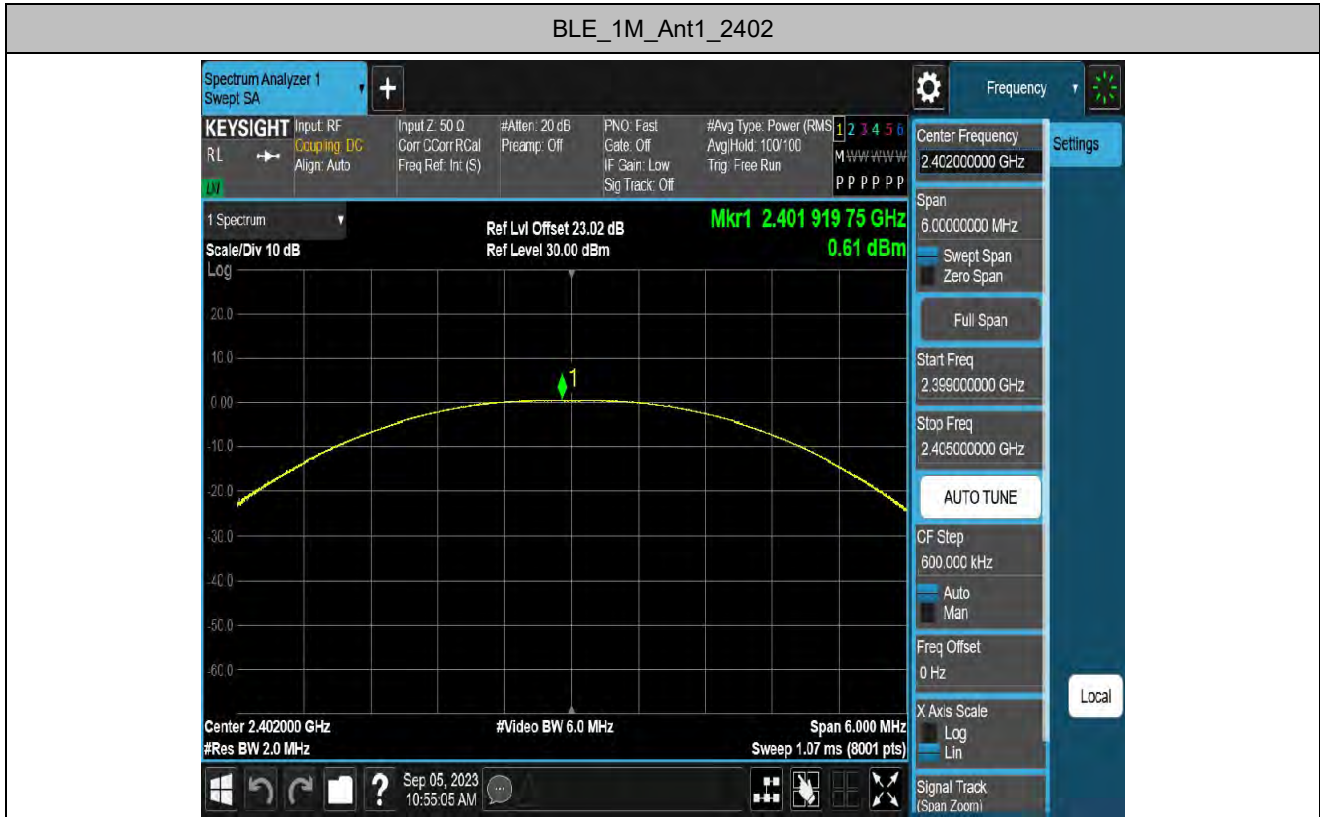 BLE_1M_Ant1_2402
Spectrum Analyzer 1
Swept SA
+
Frequency
KEYSIGHT
RL
Input: RF
Coupling: DC
Align: Auto
Input Z: 50 Ω
Corr CCorr RCal
Freq Ref: Int (S)
#Atten: 20 dB
Preamp: Off
PNO: Fast
Gate: Off
IF Gain: Low
Sig Track: Off
#Avg Type: Power (RMS
Avg|Hold: 100/100
Trig: Free Run
1 2 3 4 5 6
M W W W W W
P P P P P P
1 Spectrum
Scale/Div 10 dB
Log
Ref Lvl Offset 23.02 dB
Ref Level 30.00 dBm
Mkr1 2.401 919 75 GHz
0.61 dBm
20.0
10.0
0.00
-10.0
-20.0
-30.0
-40.0
-50.0
-60.0
1
Center 2.402000 GHz
#Res BW 2.0 MHz
#Video BW 6.0 MHz
Span 6.000 MHz
Sweep 1.07 ms (8001 pts)
Center Frequency
2.402000000 GHz
Settings
Span
6.00000000 MHz
Swept Span
Zero Span
Full Span
Start Freq
2.399000000 GHz
Stop Freq
2.405000000 GHz
AUTO TUNE
CF Step
600.000 kHz
Auto
Man
Freq Offset
0 Hz
X Axis Scale
Log
Lin
Local
Signal Track
(Span Zoom)
?
Sep 05, 2023
10:55:05 AM